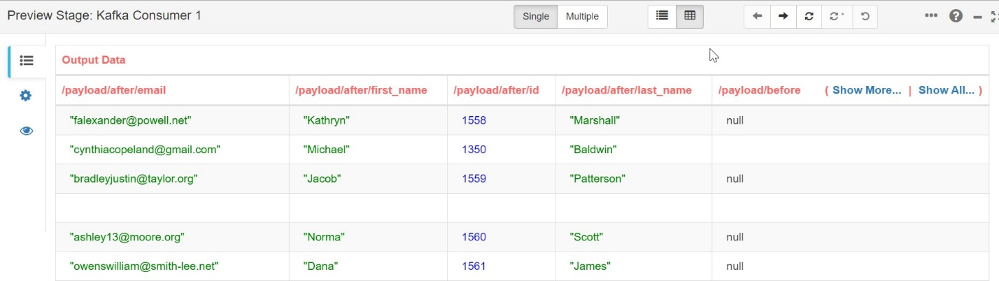 Preview Stage: Kafka Consumer 1 Single Multiple
Output Data
/payload/after/email /payload/after/first_name /payload/after/id /payload/after/last_name /payload/before ( Show More... | Show All... )
"falexander@powell.net" "Kathryn" 1558 "Marshall" null
"cynthiacopeland@gmail.com" "Michael" 1350 "Baldwin"
"bradleyjustin@taylor.org" "Jacob" 1559 "Patterson" null
"ashley13@moore.org" "Norma" 1560 "Scott" null
"owenswilliam@smith-lee.net" "Dana" 1561 "James" null